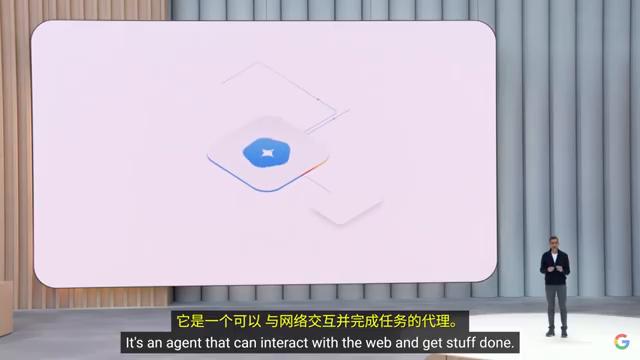 它是一个可以 与网络交互并完成任务的代理。
It's an agent that can interact with the web and get stuff done.